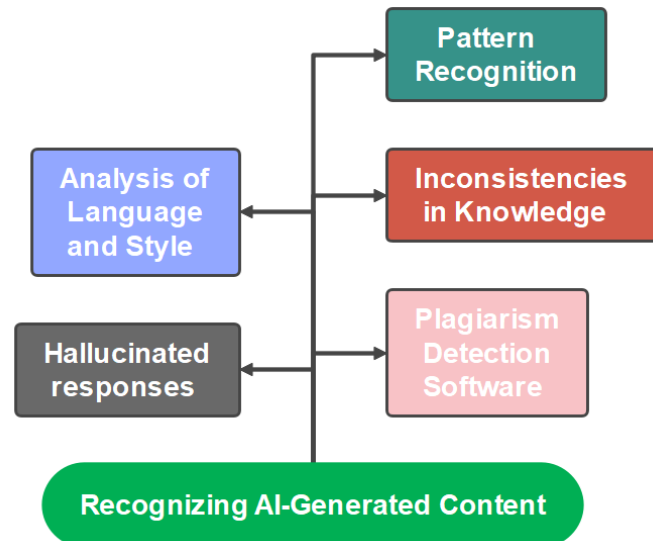 Pattern
Recognition
Analysis of
Language
and Style
Inconsistencies
in Knowledge
Hallucinated
responses
Plagiarism
Detection
Software
Recognizing AI-Generated Content